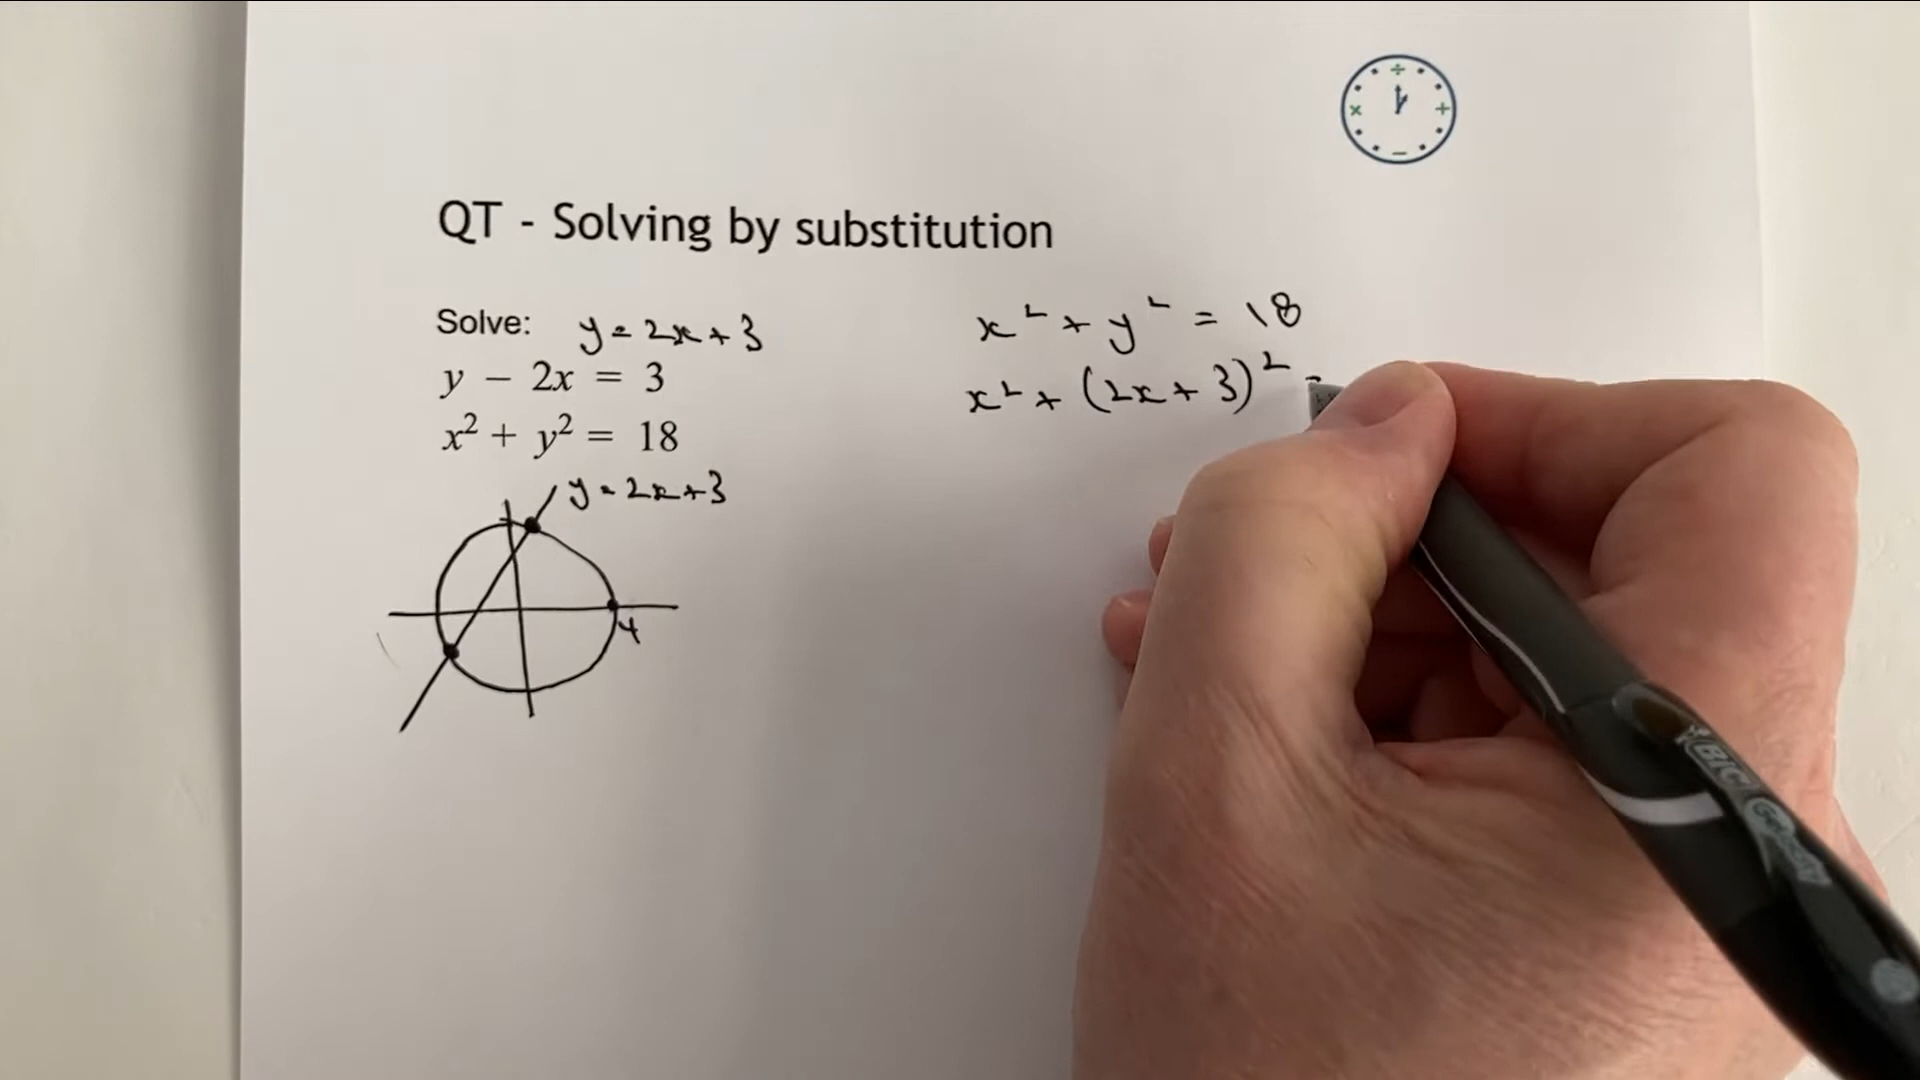 QT - Solving by substitution
Solve: y = 2x + 3
y − 2x = 3
x² + y² = 18
y = 2x + 3
4
x² + y² = 18
x² + (2x + 3)² =
÷
×
+
−
BIC